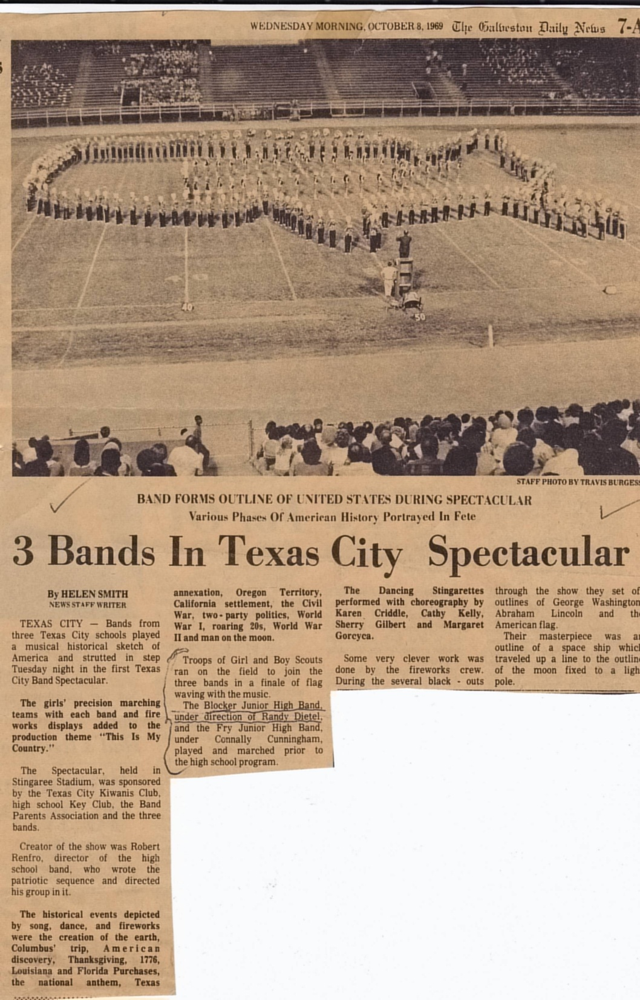 WEDNESDAY MORNING, OCTOBER 8, 1969 The Galveston Daily News 7-A
40
50
STAFF PHOTO BY TRAVIS BURGESS
BAND FORMS OUTLINE OF UNITED STATES DURING SPECTACULAR
Various Phases Of American History Portrayed In Fete
3 Bands In Texas City Spectacular
By HELEN SMITH
NEWS STAFF WRITER
TEXAS CITY — Bands from
three Texas City schools played
a musical historical sketch of
America and strutted in step
Tuesday night in the first Texas
City Band Spectacular.
The girls' precision marching
teams with each band and fire
works displays added to the
production theme "This Is My
Country."
The Spectacular, held in
Stingaree Stadium, was sponsored
by the Texas City Kiwanis Club,
high school Key Club, the Band
Parents Association and the three
bands.
Creator of the show was Robert
Renfro, director of the high
school band, who wrote the
patriotic sequence and directed
his group in it.
The historical events depicted
by song, dance, and fireworks
were the creation of the earth,
Columbus' trip, American
discovery, Thanksgiving, 1776,
Louisiana and Florida Purchases,
the national anthem, Texas
annexation, Oregon Territory,
California settlement, the Civil
War, two-party politics, World
War I, roaring 20s, World War
II and man on the moon.
Troops of Girl and Boy Scouts
ran on the field to join the
three bands in a finale of flag
waving with the music.
The Blocker Junior High Band,
under direction of Randy Dietel,
and the Fry Junior High Band,
under Connally Cunningham,
played and marched prior to
the high school program.
The Dancing Stingarettes
performed with choreography by
Karen Criddle, Cathy Kelly,
Sherry Gilbert and Margaret
Gorcyca.
Some very clever work was
done by the fireworks crew.
During the several black - outs
through the show they set of
outlines of George Washington
Abraham Lincoln and the
American flag.
Their masterpiece was an
outline of a space ship which
traveled up a line to the outline
of the moon fixed to a light
pole.